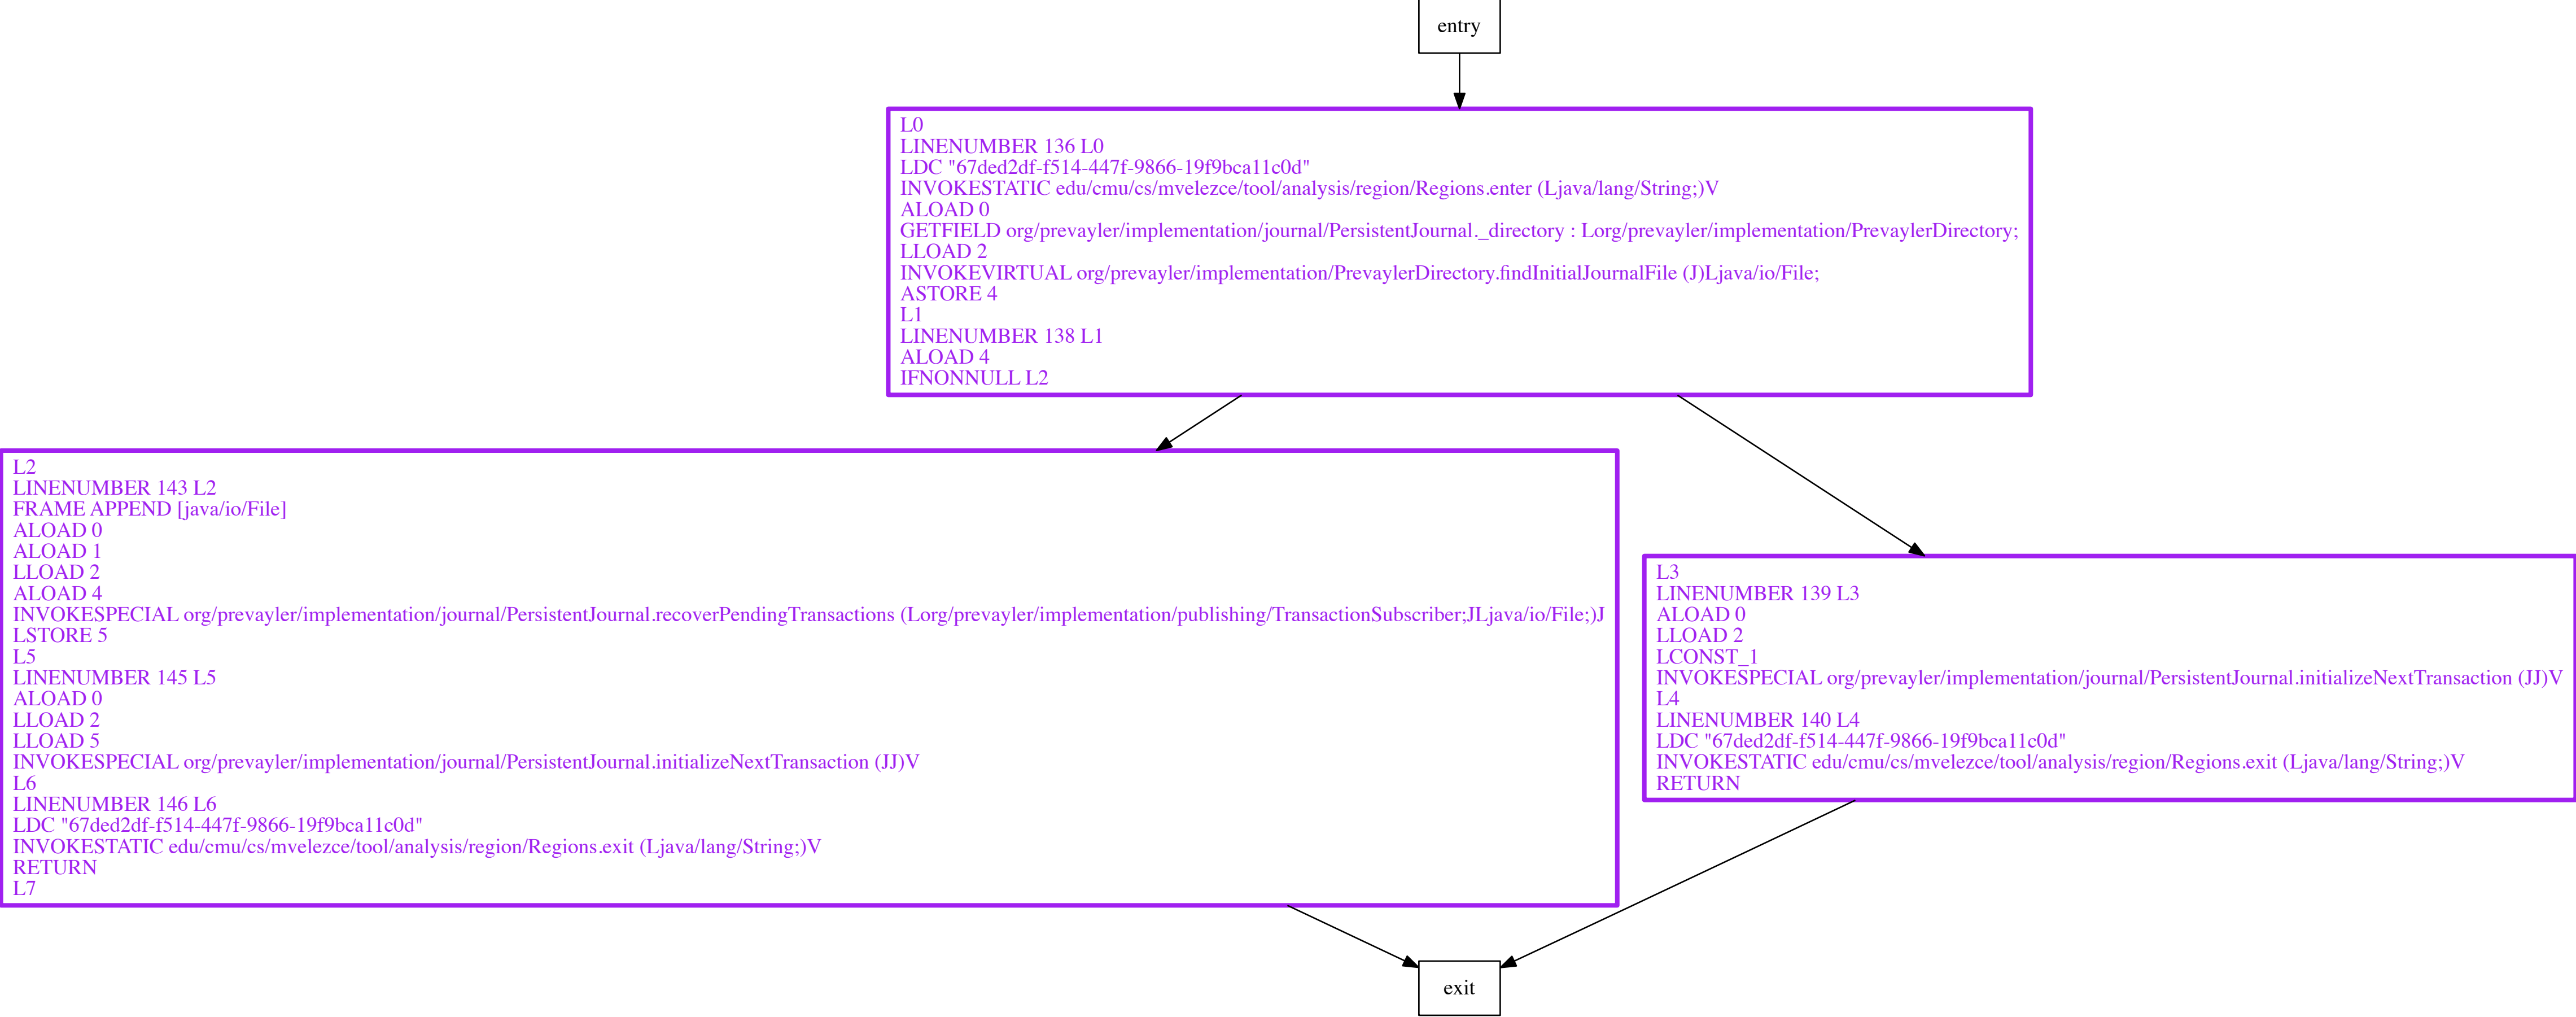 entry
L0
LINENUMBER 136 L0
LDC "67ded2df-f514-447f-9866-19f9bca11c0d"
INVOKESTATIC edu/cmu/cs/mvelezce/tool/analysis/region/Regions.enter (Ljava/lang/String;)V
ALOAD 0
GETFIELD org/prevayler/implementation/journal/PersistentJournal._directory : Lorg/prevayler/implementation/PrevaylerDirectory;
LLOAD 2
INVOKEVIRTUAL org/prevayler/implementation/PrevaylerDirectory.findInitialJournalFile (J)Ljava/io/File;
ASTORE 4
L1
LINENUMBER 138 L1
ALOAD 4
IFNONNULL L2
L2
LINENUMBER 143 L2
FRAME APPEND [java/io/File]
ALOAD 0
ALOAD 1
LLOAD 2
ALOAD 4
INVOKESPECIAL org/prevayler/implementation/journal/PersistentJournal.recoverPendingTransactions (Lorg/prevayler/implementation/publishing/TransactionSubscriber;JLjava/io/File;)J
LSTORE 5
L5
LINENUMBER 145 L5
ALOAD 0
LLOAD 2
LLOAD 5
INVOKESPECIAL org/prevayler/implementation/journal/PersistentJournal.initializeNextTransaction (JJ)V
L6
LINENUMBER 146 L6
LDC "67ded2df-f514-447f-9866-19f9bca11c0d"
INVOKESTATIC edu/cmu/cs/mvelezce/tool/analysis/region/Regions.exit (Ljava/lang/String;)V
RETURN
L7
L3
LINENUMBER 139 L3
ALOAD 0
LLOAD 2
LCONST_1
INVOKESPECIAL org/prevayler/implementation/journal/PersistentJournal.initializeNextTransaction (JJ)V
L4
LINENUMBER 140 L4
LDC "67ded2df-f514-447f-9866-19f9bca11c0d"
INVOKESTATIC edu/cmu/cs/mvelezce/tool/analysis/region/Regions.exit (Ljava/lang/String;)V
RETURN
exit